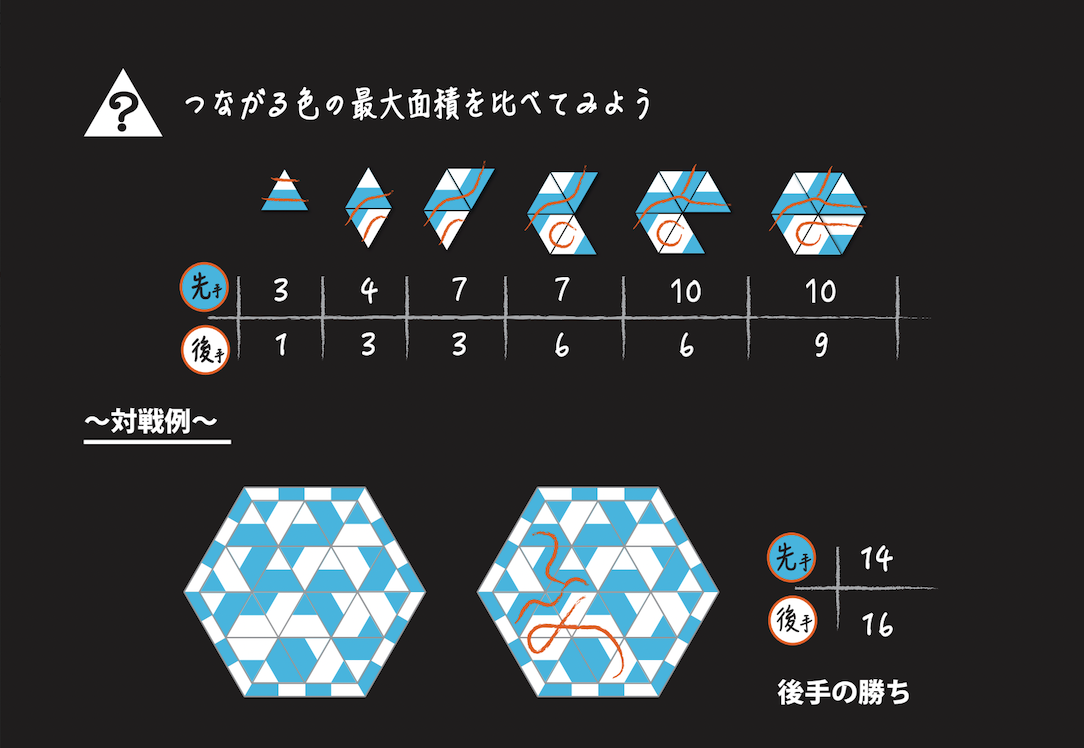 ?
つながる色の最大面積を比べてみよう
先手 3 4 7 7 10 10
後手 1 3 3 6 6 9
〜対戦例〜
先手 14
後手 16
後手の勝ち